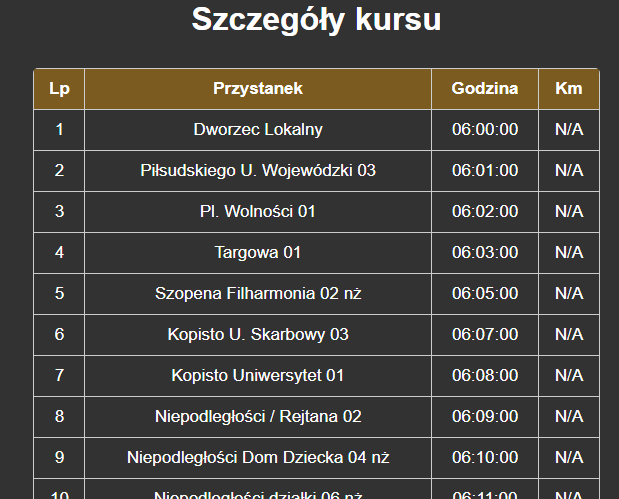 Szczegóły kursu
Lp Przystanek Godzina Km
1 Dworzec Lokalny 06:00:00 N/A
2 Piłsudskiego U. Wojewódzki 03 06:01:00 N/A
3 Pl. Wolności 01 06:02:00 N/A
4 Targowa 01 06:03:00 N/A
5 Szopena Filharmonia 02 nż 06:05:00 N/A
6 Kopisto U. Skarbowy 03 06:07:00 N/A
7 Kopisto Uniwersytet 01 06:08:00 N/A
8 Niepodległości / Rejtana 02 06:09:00 N/A
9 Niepodległości Dom Dziecka 04 nż 06:10:00 N/A
10 Niepodległości działki 06 nż 06:11:00 N/A